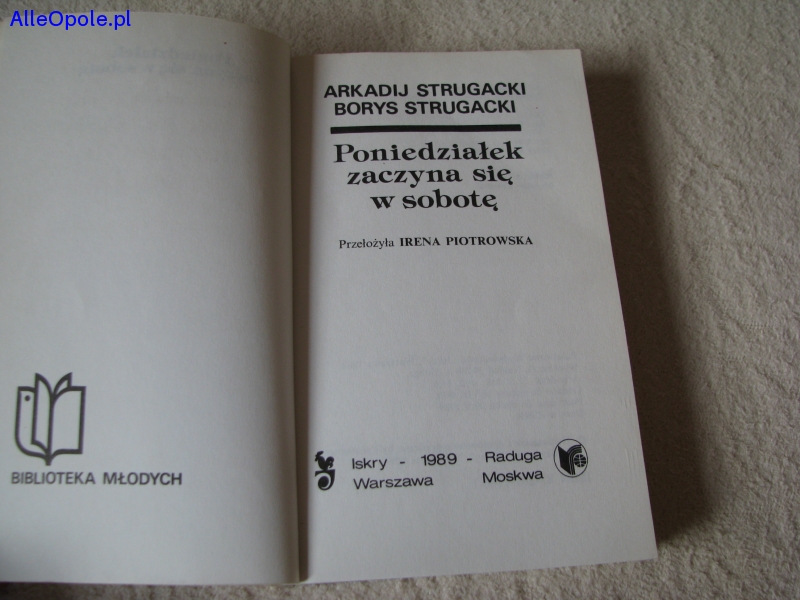 AlleOpole.pl
BIBLIOTEKA MŁODYCH
ARKADIJ STRUGACKI
BORYS STRUGACKI
Poniedziałek
zaczyna się
w sobotę
Przełożyła IRENA PIOTROWSKA
Iskry - 1989 - Raduga
Warszawa Moskwa